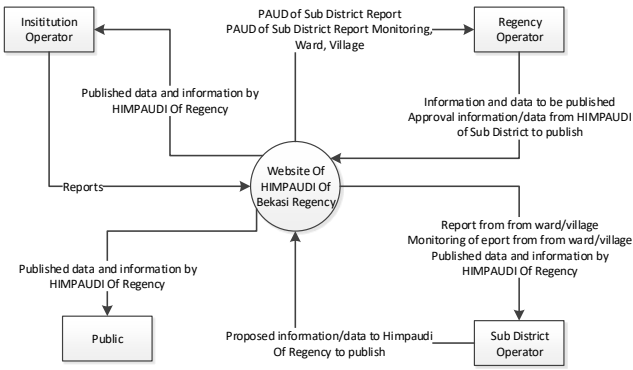 Insititution
Operator
PAUD of Sub District Report
PAUD of Sub District Report Monitoring,
Ward, Village
Regency
Operator
Published data and information by
HIMPAUDI Of Regency
Information and data to be published
Approval information/data from HIMPAUDI
of Sub District to publish
Website Of
HIMPAUDI Of
Bekasi Regency
Reports
Report from from ward/village
Monitoring of eport from from ward/village
Published data and information by
HIMPAUDI Of Regency
Published data and information by
HIMPAUDI Of Regency
Public
Proposed information/data to Himpaudi
Of Regency to publish
Sub District
Operator